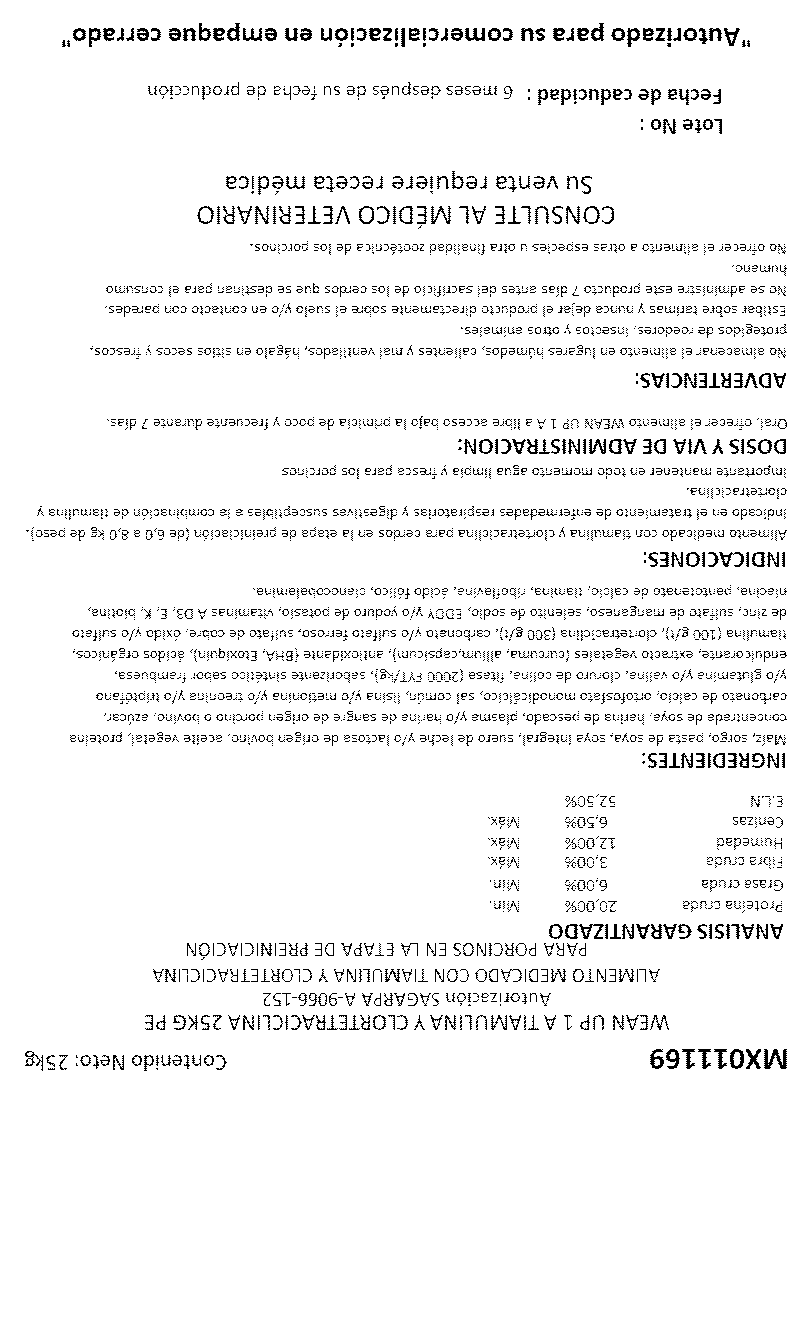 MX011169
Contenido Neto: 25kg
WEAN UP 1 A TIAMULINA Y CLORTETRACICLINA 25KG PE
Autorización SAGARPA A-9066-152
ALIMENTO MEDICADO CON TIAMULINA Y CLORTETRACICLINA
PARA PORCINOS EN LA ETAPA DE PREINICIACIÓN
ANALISIS GARANTIZADO
Proteína cruda 20,00% Min.
Grasa cruda 6,00% Min.
Fibra cruda 3,00% Máx.
Humedad 12,00% Máx.
Cenizas 6,50% Máx.
E.L.N 52,50%
INGREDIENTES:
Maíz, sorgo, pasta de soya, soya integral, suero de leche y/o lactosa de origen bovino, aceite vegetal, proteína
concentrada de soya, harina de pescado, plasma y/o harina de sangre de origen porcino o bovino, azúcar,
carbonato de calcio, ortofosfato monodicálcico, sal común, lisina y/o metionina y/o treonina y/o triptófano
y/o glutamina y/o valina, cloruro de colina, fitasa (2000 FYT/kg), saborizante sintético sabor frambuesa,
endulcorante, extracto vegetales (curcuma, allium,capsicum), antioxidante (BHA, Etoxiquin), ácidos orgánicos,
tiamulina (100 g/t), clortetraciclina (300 g/t), carbonato y/o sulfato ferroso, sulfato de cobre, óxido y/o sulfato
de zinc, sulfato de manganeso, selenito de sodio, EDDY y/o yoduro de potasio, vitaminas A D3, E, K, biotina,
niacina, pantotenato de calcio, tiamina, riboflavina, ácido fólico, cianocobalamina.
INDICACIONES:
Alimento medicado con tiamulina y clortetraciclina para cerdos en la etapa de preiniciación (de 6,0 a 8,0 kg de peso).
Indicado en el tratamiento de enfermedades respiratorias y digestivas susceptibles a la combinación de tiamulina y
clortetraciclina.
Importante mantener en todo momento agua limpia y fresca para los porcinos
DOSIS Y VIA DE ADMINISTRACION:
Oral, ofrecer el alimento WEAN UP 1 A a libre acceso bajo la primicia de poco y frecuente durante 7 días.
ADVERTENCIAS:
No almacenar el alimento en lugares húmedos, calientes y mal ventilados, hágalo en sitios secos y frescos,
protegidos de roedores, insectos y otros animales.
Estibar sobre tarimas y nunca dejar el producto directamente sobre el suelo y/o en contacto con paredes.
No se administre este producto 7 días antes del sacrificio de los cerdos que se destinan para el consumo
humano.
No ofrecer el alimento a otras especies u otra finalidad zootécnica de los porcinos.
CONSULTE AL MÉDICO VETERINARIO
Su venta requiere receta médica
Lote No :
Fecha de caducidad : 6 meses después de su fecha de producción
"Autorizado para su comercialización en empaque cerrado"